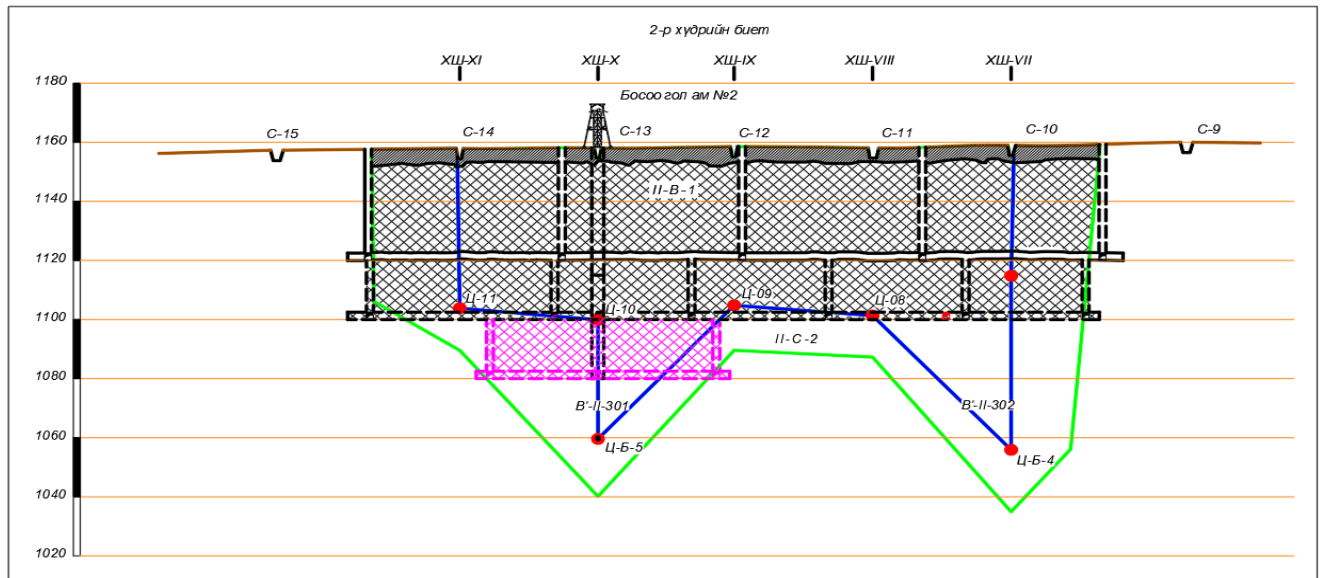 2-р хүдрийн биет
ХШ-XI ХШ-X ХШ-IX ХШ-VIII ХШ-VII
1180
Босоо гол ам №2
1160
С-15 С-14 С-13 С-12 С-11 С-10 С-9
II-В-1
1140
1120
Ц-11 Ц-10 Ц-09 Ц-08
1100
II-С-2
1080
В'-II-301 В'-II-302
1060
Ц-Б-5 Ц-Б-4
1040
1020